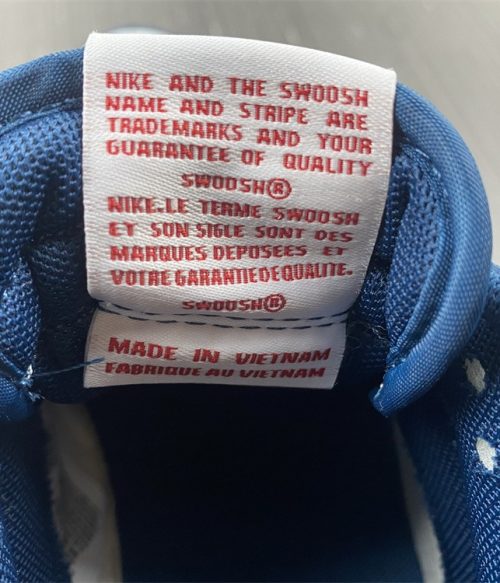 NIKE AND THE SWOOSH
NAME AND STRIPE ARE
TRADEMARKS AND YOUR
GUARANTEE OF QUALITY
SWOOSH®
NIKE.LE TERME SWOOSH
ET SON SIGLE SONT DES
MARQUES DEPOSEES ET
VOTRE GARANTIE DE QUALITE.
SWOOSH®
MADE IN VIETNAM
FABRIQUE AU VIETNAM